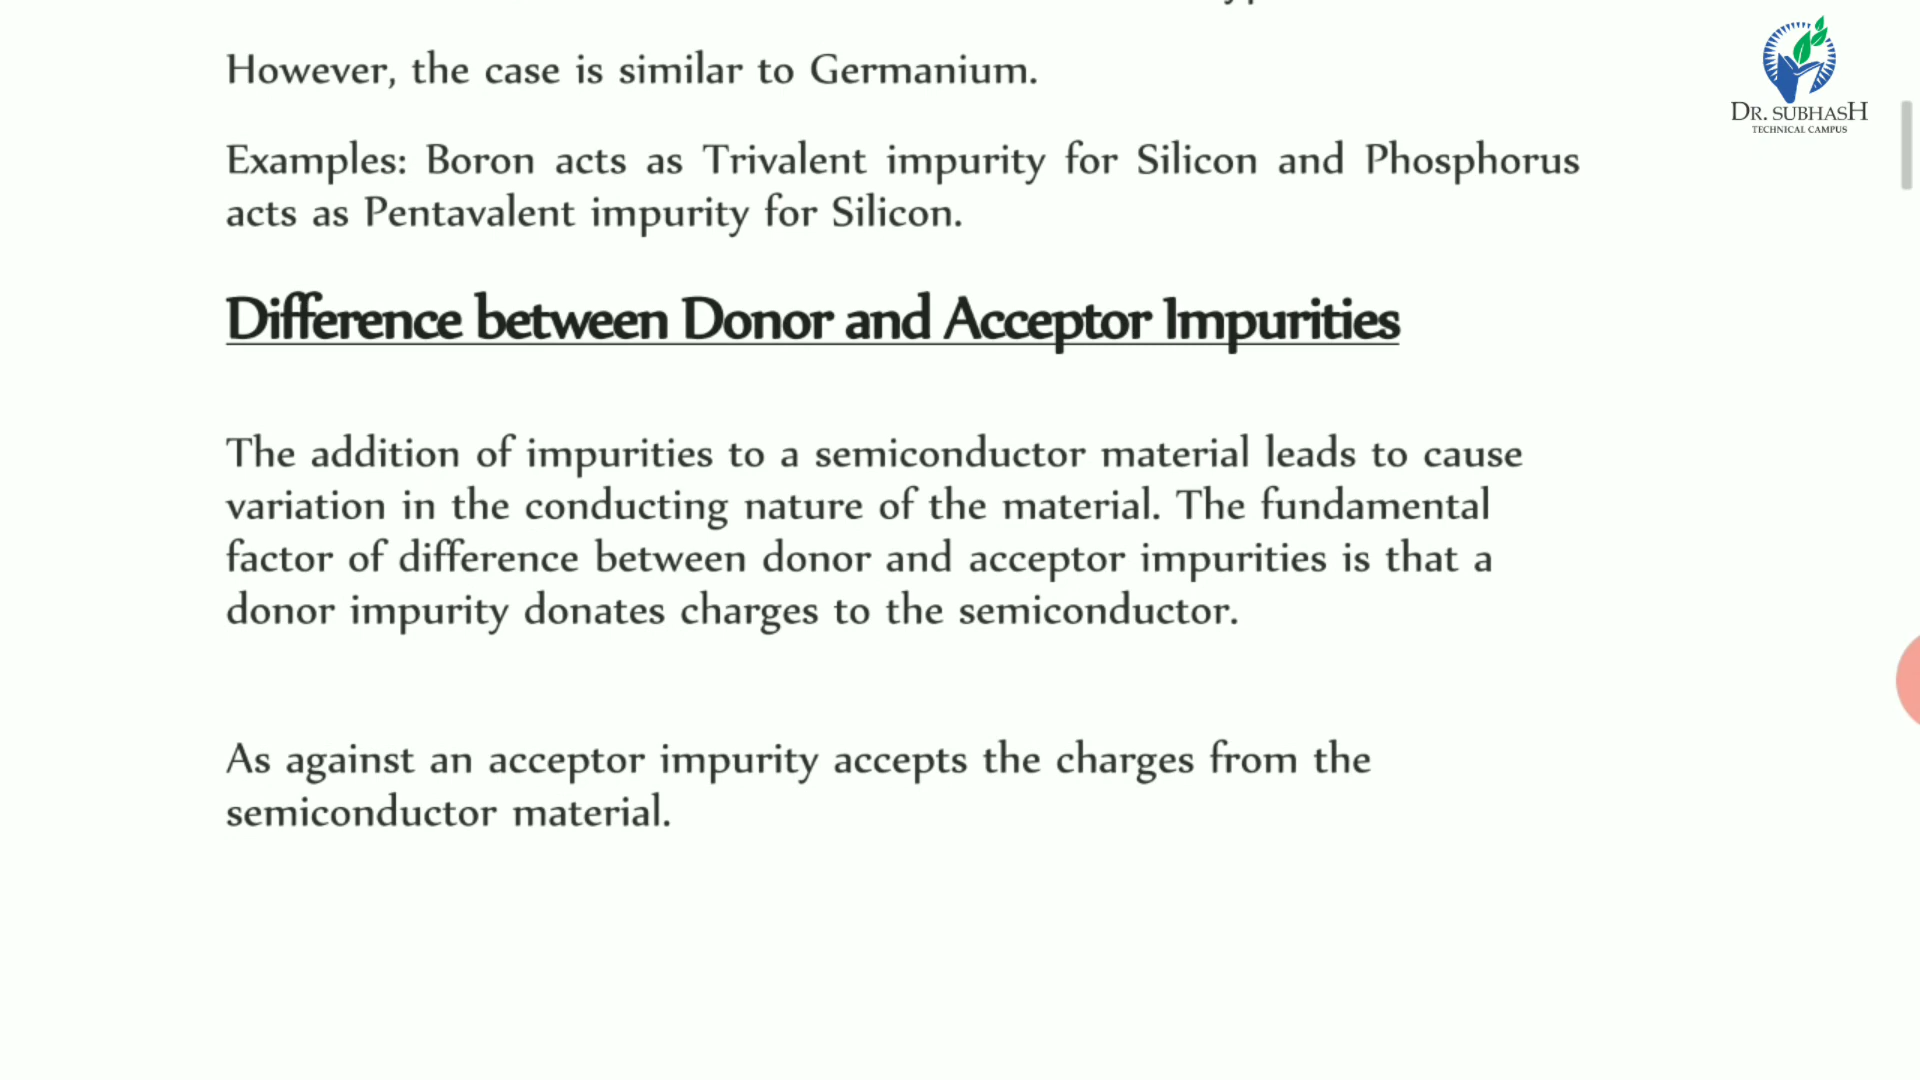 However, the case is similar to Germanium.
DR. SUBHASH
TECHNICAL CAMPUS
Examples: Boron acts as Trivalent impurity for Silicon and Phosphorus
acts as Pentavalent impurity for Silicon.
Difference between Donor and Acceptor Impurities
The addition of impurities to a semiconductor material leads to cause
variation in the conducting nature of the material. The fundamental
factor of difference between donor and acceptor impurities is that a
donor impurity donates charges to the semiconductor.
As against an acceptor impurity accepts the charges from the
semiconductor material.